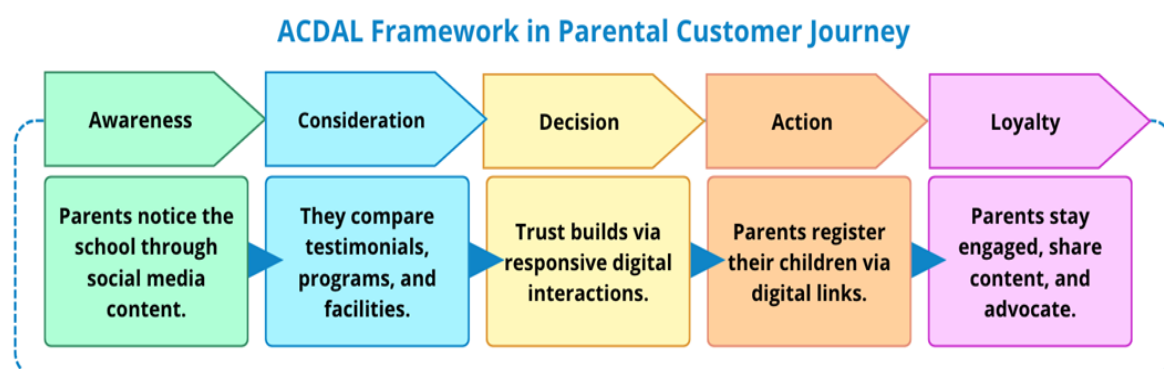 ACDAL Framework in Parental Customer Journey
Awareness
Consideration
Decision
Action
Loyalty
Parents notice the
school through
social media
content.
They compare
testimonials,
programs, and
facilities.
Trust builds via
responsive digital
interactions.
Parents register
their children via
digital links.
Parents stay
engaged, share
content, and
advocate.